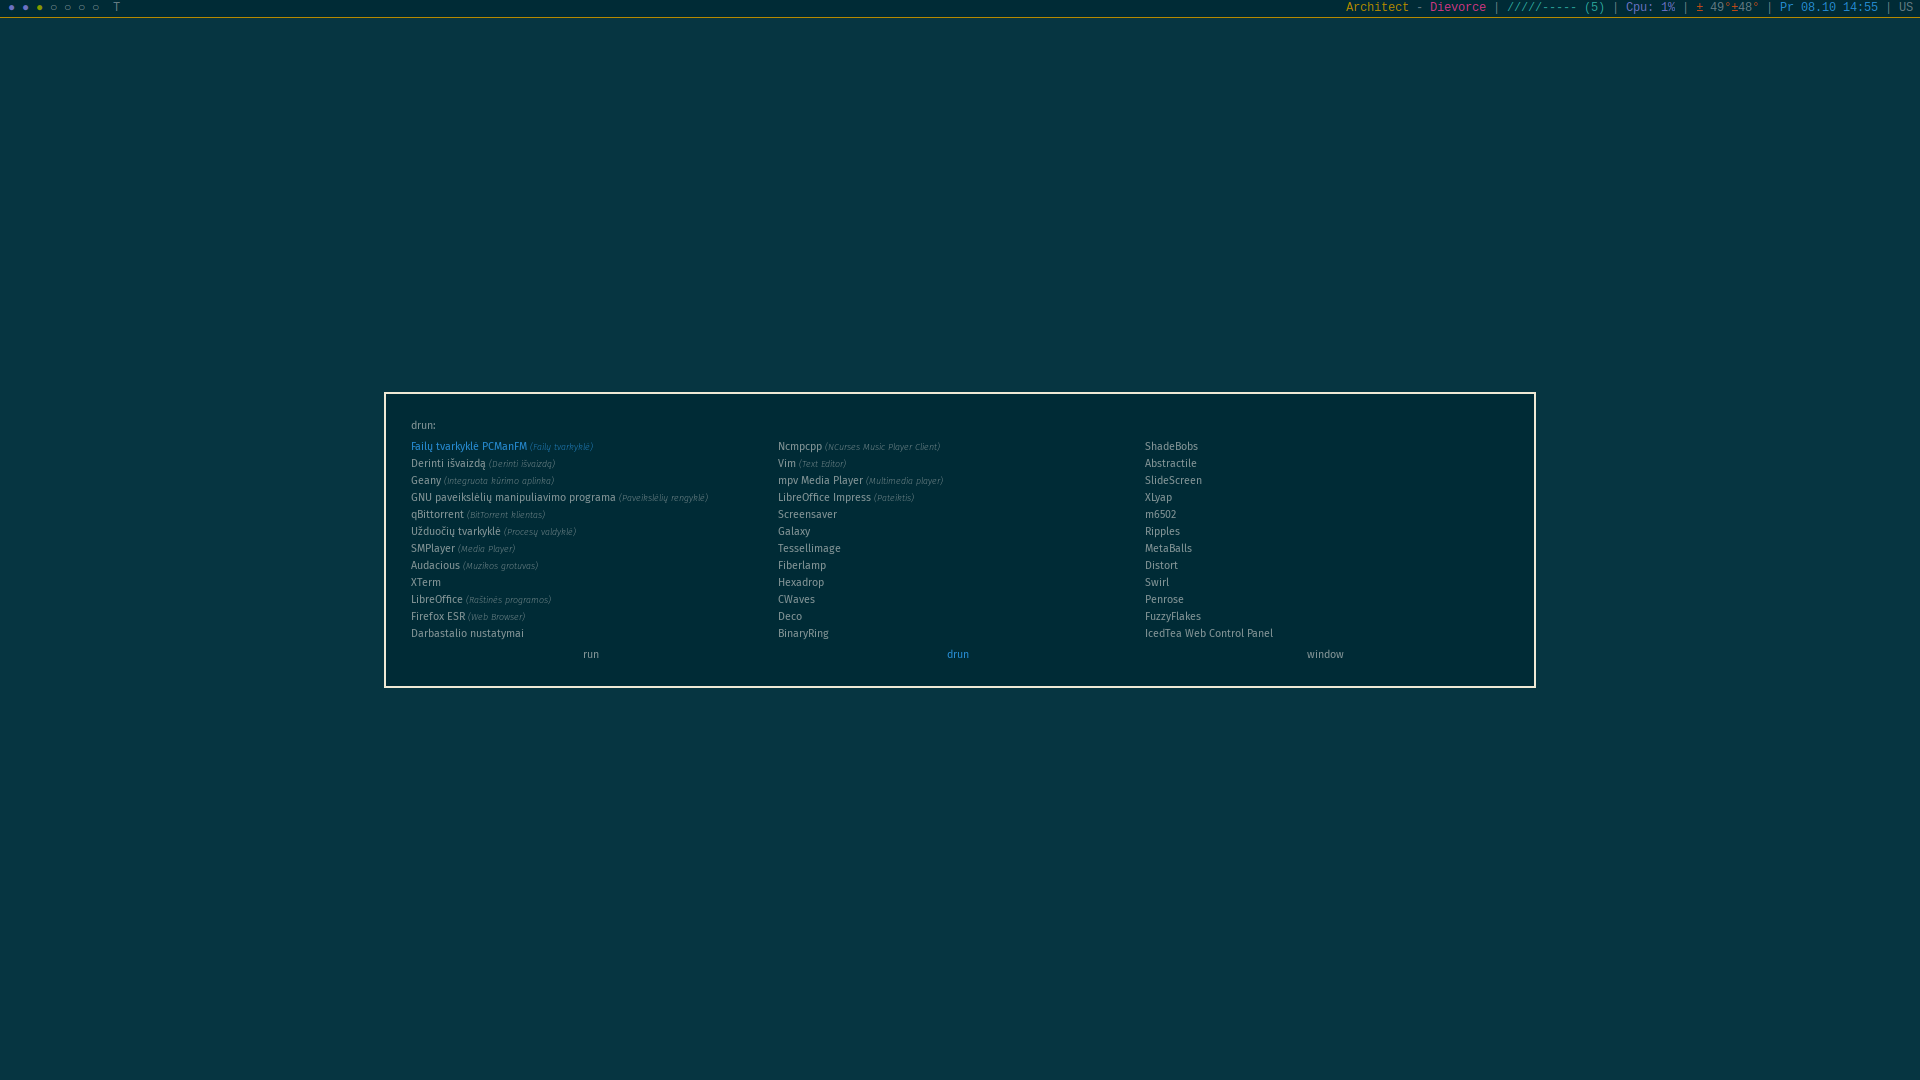 T
Architect - Dievorce | /////----- (5) | Cpu: 1% | ± 49°±48° | Pr 08.10 14:55 | US
drun:
Failų tvarkyklė PCManFM (Failų tvarkyklė)
Derinti išvaizdą (Derinti išvaizdą)
Geany (Integruota kūrimo aplinka)
GNU paveikslėlių manipuliavimo programa (Paveikslėlių rengyklė)
qBittorrent (BitTorrent klientas)
Užduočių tvarkyklė (Procesų valdyklė)
SMPlayer (Media Player)
Audacious (Muzikos grotuvas)
XTerm
LibreOffice (Raštinės programos)
Firefox ESR (Web Browser)
Darbastalio nustatymai
Ncmpcpp (NCurses Music Player Client)
Vim (Text Editor)
mpv Media Player (Multimedia player)
LibreOffice Impress (Pateiktis)
Screensaver
Galaxy
Tessellimage
Fiberlamp
Hexadrop
CWaves
Deco
BinaryRing
ShadeBobs
Abstractile
SlideScreen
XLyap
m6502
Ripples
MetaBalls
Distort
Swirl
Penrose
FuzzyFlakes
IcedTea Web Control Panel
run
drun
window